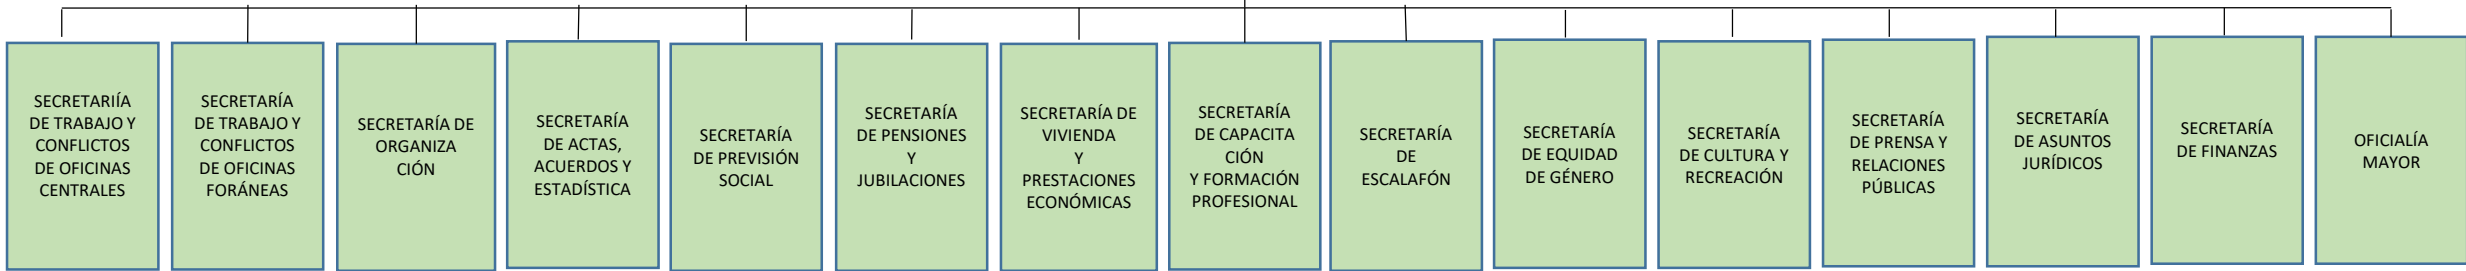 SECRETARIÍA
DE TRABAJO Y
CONFLICTOS
DE OFICINAS
CENTRALES
SECRETARÍA
DE TRABAJO Y
CONFLICTOS
DE OFICINAS
FORÁNEAS
SECRETARÍA DE
ORGANIZA
CIÓN
SECRETARÍA
DE ACTAS,
ACUERDOS Y
ESTADÍSTICA
SECRETARÍA
DE PREVISIÓN
SOCIAL
SECRETARÍA
DE PENSIONES
Y
JUBILACIONES
SECRETARÍA DE
VIVIENDA
Y
PRESTACIONES
ECONÓMICAS
SECRETARÍA
DE CAPACITA
CIÓN
Y FORMACIÓN
PROFESIONAL
SECRETARÍA
DE
ESCALAFÓN
SECRETARÍA
DE EQUIDAD
DE GÉNERO
SECRETARÍA
DE CULTURA Y
RECREACIÓN
SECRETARÍA
DE PRENSA Y
RELACIONES
PÚBLICAS
SECRETARÍA
DE ASUNTOS
JURÍDICOS
SECRETARÍA
DE FINANZAS
OFICIALÍA
MAYOR